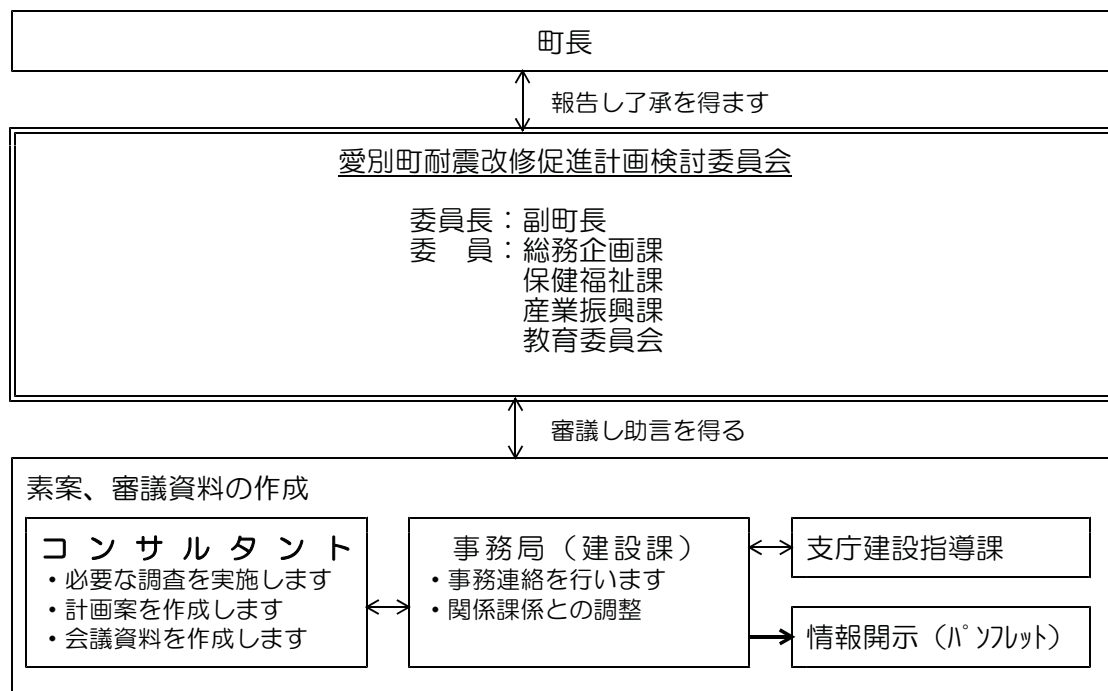 町長
報告し了承を得ます
愛別町耐震改修促進計画検討委員会
委員長：副町長
委　員：総務企画課
保健福祉課
産業振興課
教育委員会
審議し助言を得る
素案、審議資料の作成
コンサルタント
・必要な調査を実施します
・計画案を作成します
・会議資料を作成します
事務局（建設課）
・事務連絡を行います
・関係課係との調整
支庁建設指導課
情報開示（ﾊﾟﾝﾌﾚｯﾄ）